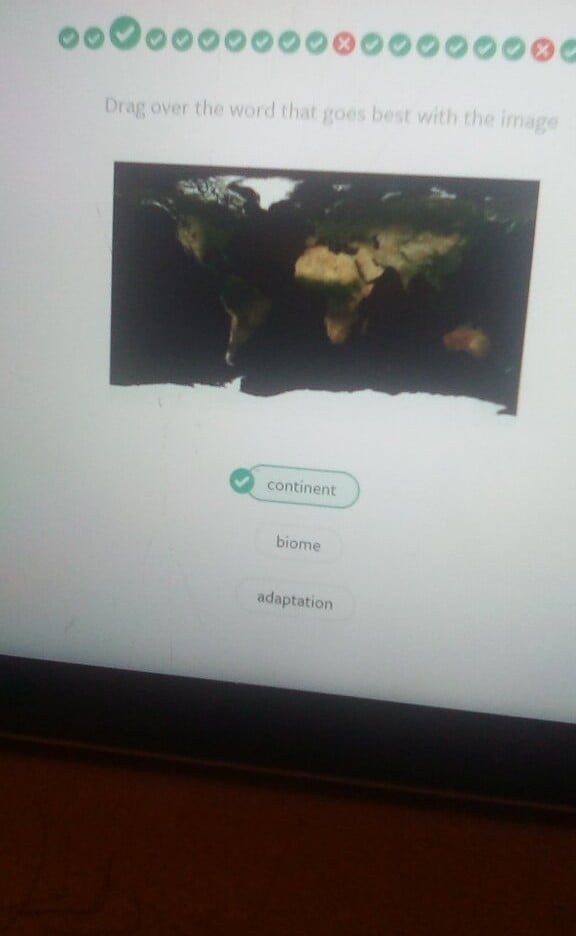 Drag over the word that goes best with the image
continent
biome
adaptation